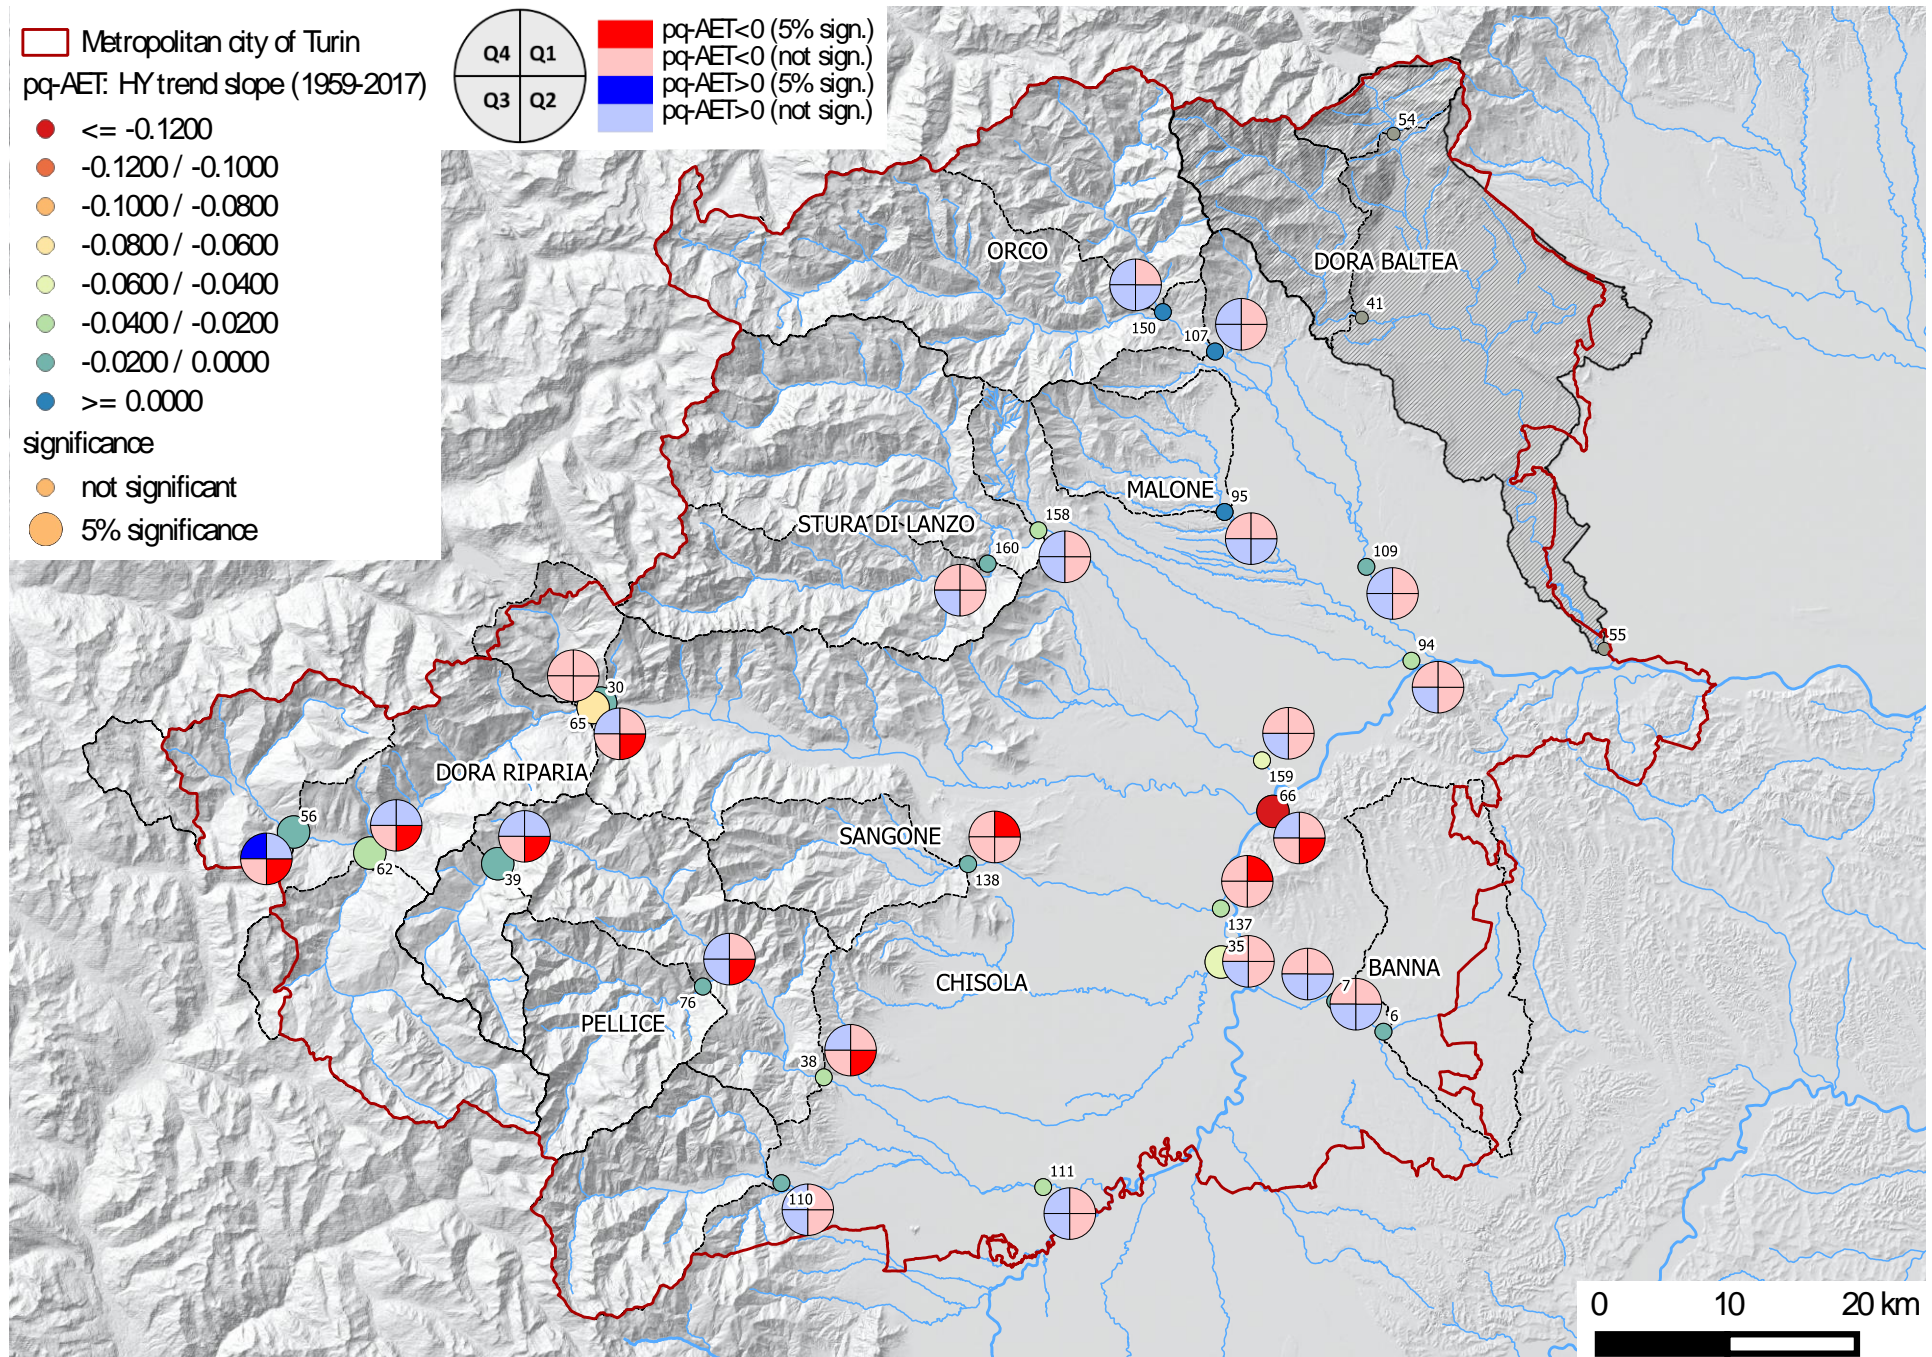 Metropolitan city of Turin
pq-AET: HY trend slope (1959-2017)
<= -0.1200
-0.1200 / -0.1000
-0.1000 / -0.0800
-0.0800 / -0.0600
-0.0600 / -0.0400
-0.0400 / -0.0200
-0.0200 / 0.0000
>= 0.0000
significance
not significant
5% significance
Q4 Q1
Q3 Q2
pq-AET<0 (5% sign.)
pq-AET<0 (not sign.)
pq-AET>0 (5% sign.)
pq-AET>0 (not sign.)
54
ORCO
DORA BALTEA
41
150
107
MALONE
95
STURA DI LANZO
158
160
109
55
94
30
65
DORA RIPARIA
159
66
56
62
39
SANGONE
138
137
35
BANNA
7
6
CHISOLA
76
PELLICE
38
110
111
0 10 20 km